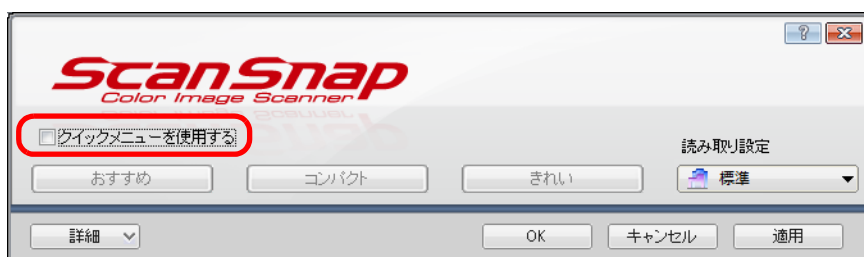 ScanSnap
Color Image Scanner
クイックメニューを使用する
読み取り設定
おすすめ
コンパクト
きれい
標準
詳細
OK
キャンセル
適用